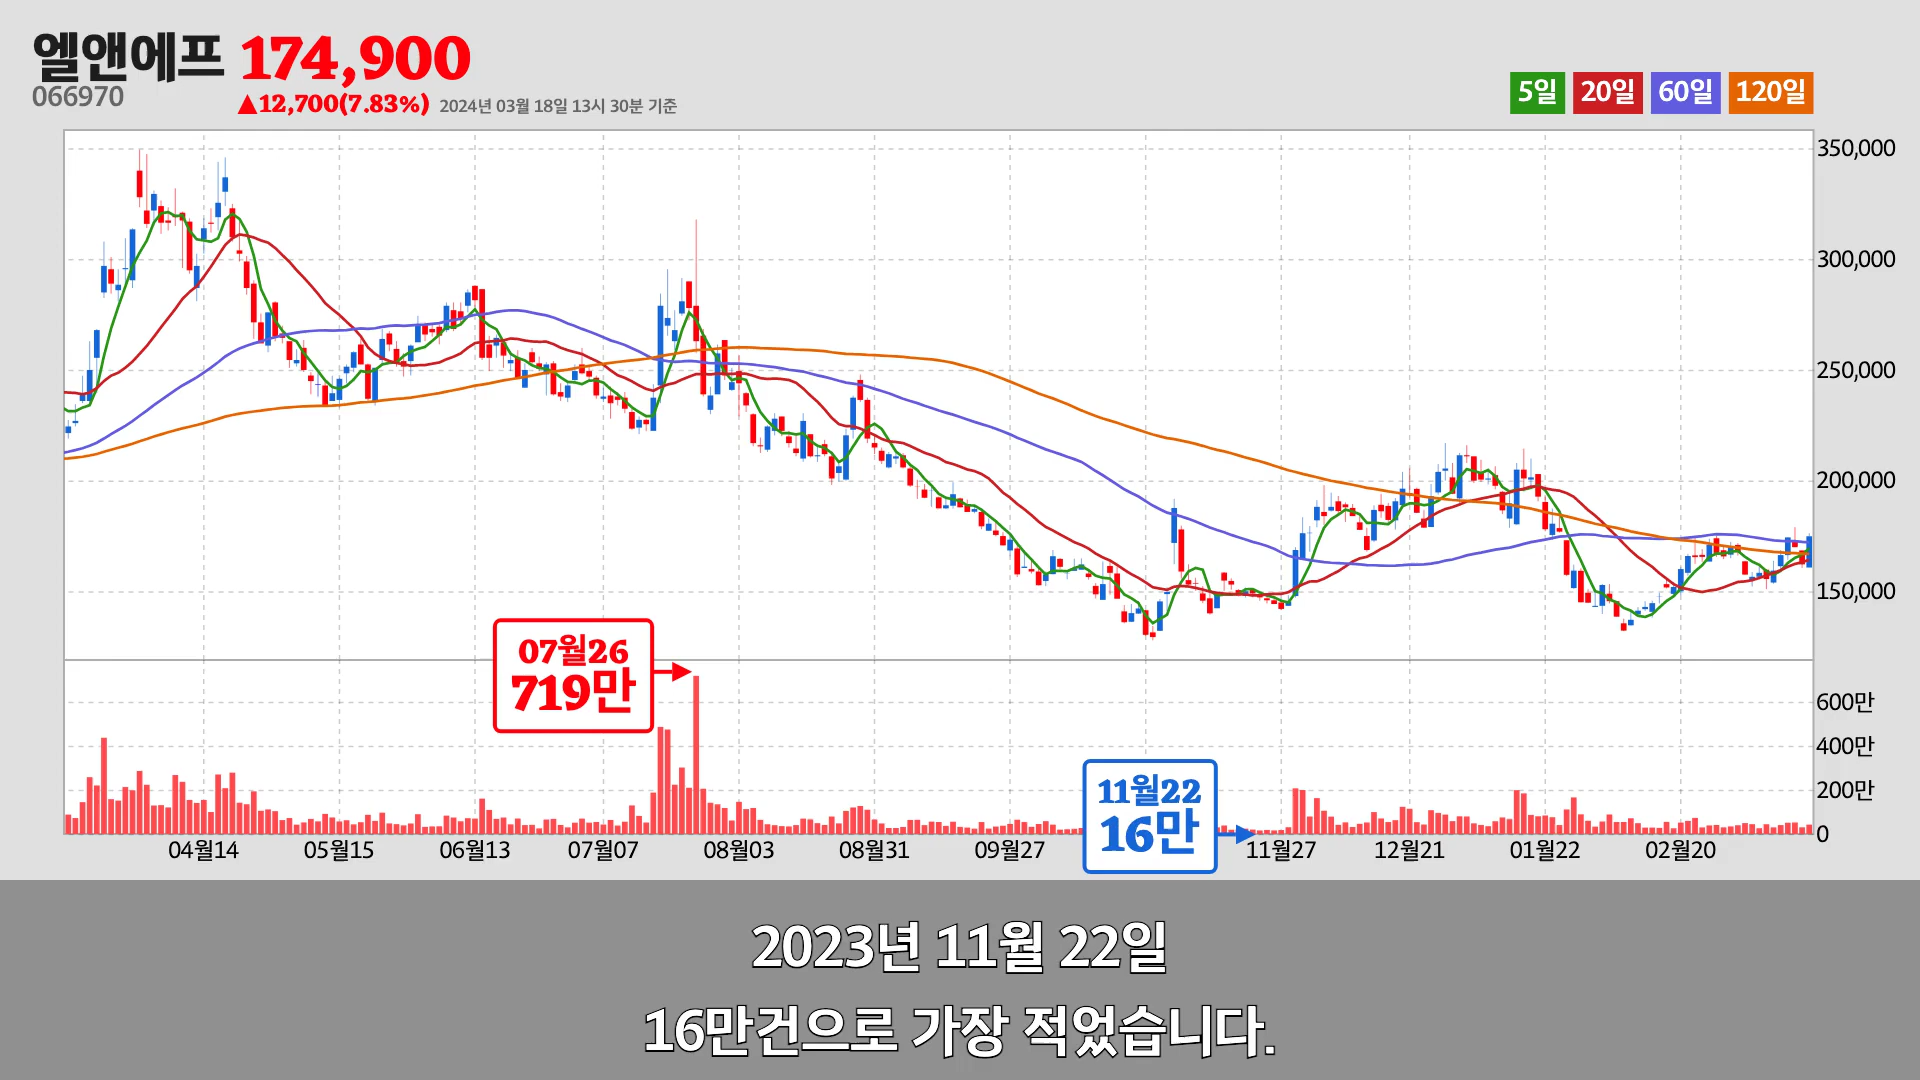 엘앤에프 174,900
066970
▲12,700(7.83%) 2024년 03월 18일 13시 30분 기준
5일 20일 60일 120일
350,000
300,000
250,000
200,000
150,000
07월26
719만
600만
400만
200만
0
11월22
16만
04월14 05월15 06월13 07월07 08월03 08월31 09월27 11월27 12월21 01월22 02월20
2023년 11월 22일
16만건으로 가장 적었습니다.